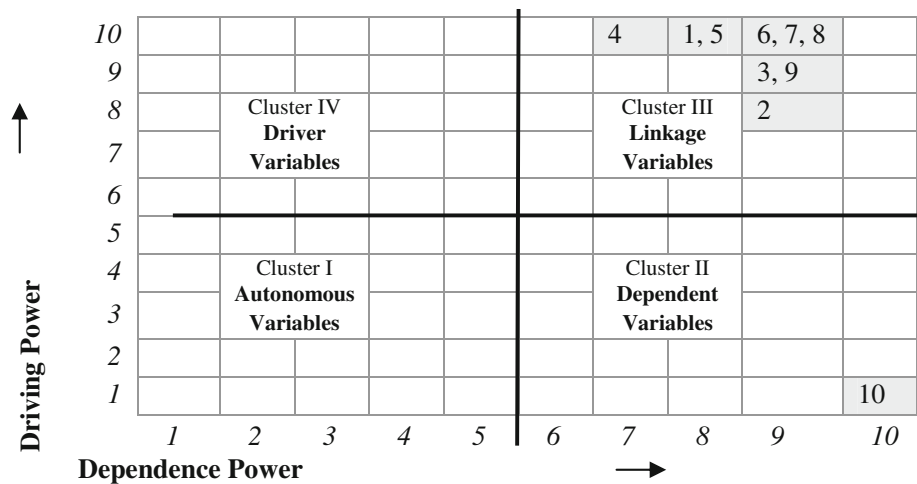 10 4 1, 5 6, 7, 8
9 3, 9
8 Cluster IV Cluster III 2
Driver Linkage
7 Variables Variables
6
5
4 Cluster I Cluster II
Autonomous Dependent
3 Variables Variables
2
1 10
1 2 3 4 5 6 7 8 9 10
Driving Power
Dependence Power